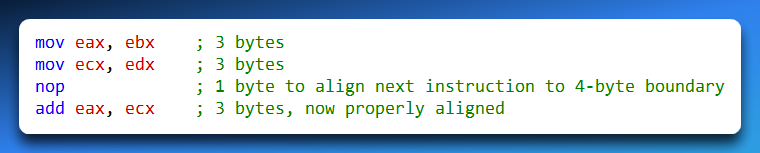 mov eax, ebx    ; 3 bytes
mov ecx, edx    ; 3 bytes
nop             ; 1 byte to align next instruction to 4-byte boundary
add eax, ecx    ; 3 bytes, now properly aligned